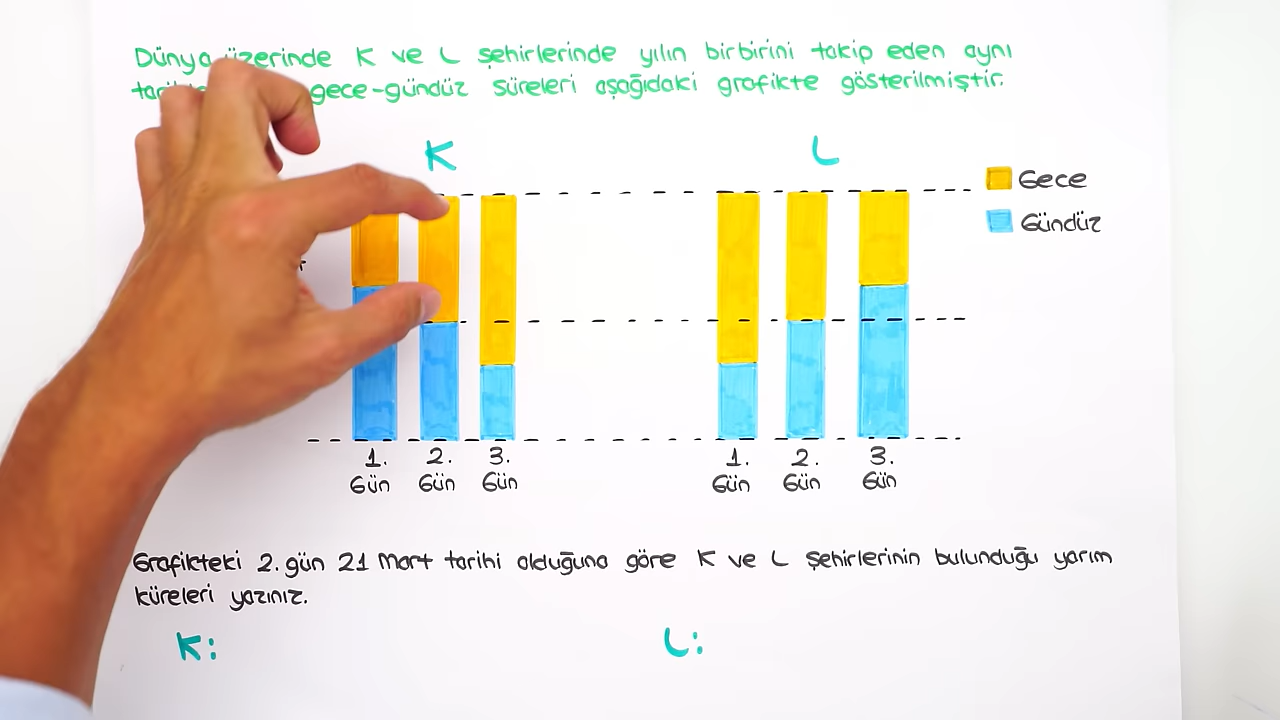 Dünya üzerinde K ve L şehirlerinde yılın birbirini takip eden aynı
gece-gündüz süreleri aşağıdaki grafikte gösterilmiştir.
K
L
Gece
Gündüz
1. Gün
2. Gün
3. Gün
1. Gün
2. Gün
3. Gün
Grafikteki 2. gün 21 Mart tarihi olduğuna göre K ve L şehirlerinin bulunduğu yarım
küreleri yazınız.
K:
L: